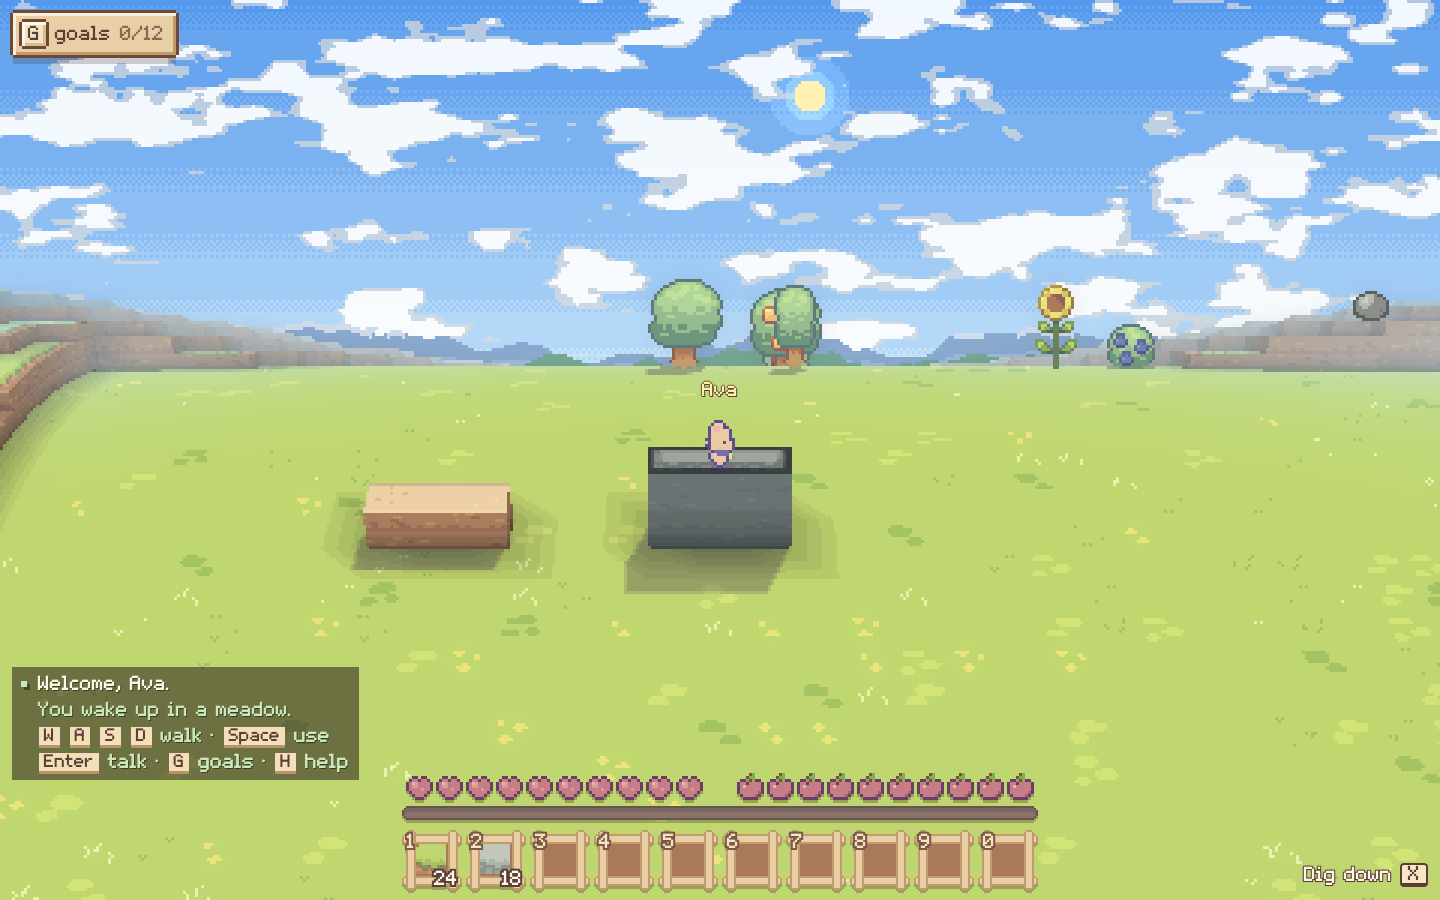 G goals 0/12
Ava
Welcome, Ava.
You wake up in a meadow.
W A S D walk · Space use
Enter talk · G goals · H help
1 2 3 4 5 6 7 8 9 0
24 18
Dig down X